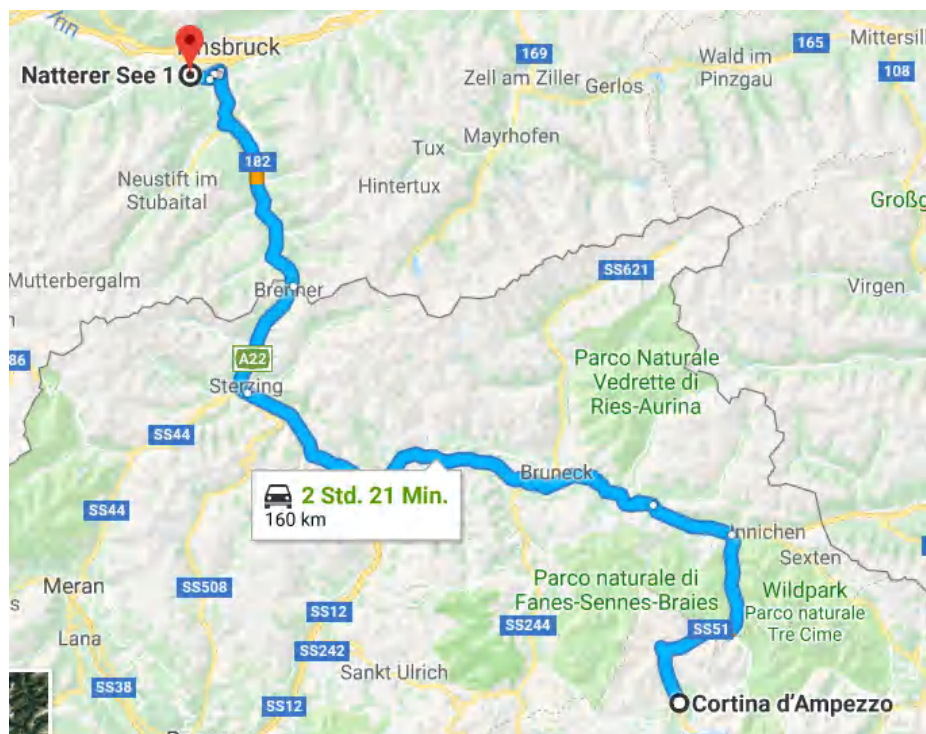 Inn
Innsbruck
Natterer See 1
169
Zell am Ziller
Gerlos
Wald im
Pinzgau
165
Mittersill
108
Mayrhofen
Tux
Hintertux
182
Neustift im
Stubaital
Großg
Mutterbergalm
Brenner
SS621
Virgen
86
A22
Sterzing
Parco Naturale
Vedrette di
Ries-Aurina
SS44
Bruneck
2 Std. 21 Min.
160 km
SS44
Innichen
Sexten
Meran
SS508
Parco naturale di
Fanes-Sennes-Braies
Wildpark
Parco naturale
Tre Cime
SS12
SS244
SS51
Lana
SS242
Sankt Ulrich
SS38
SS12
Cortina d'Ampezzo